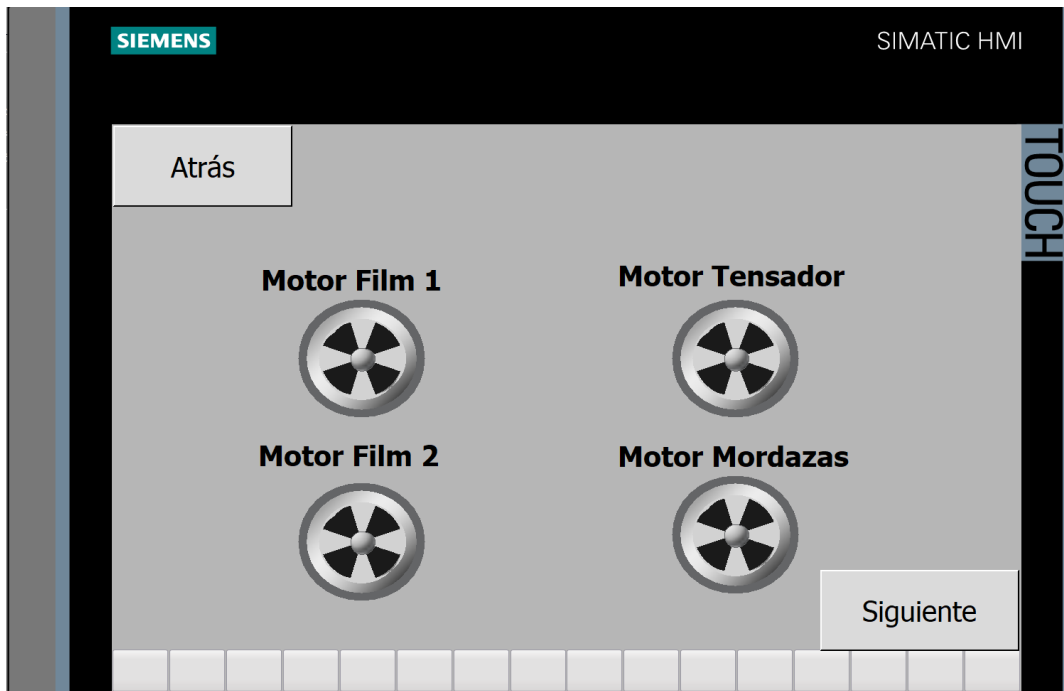 SIEMENS
SIMATIC HMI
TOUCH
Atrás
Motor Film 1
Motor Tensador
Motor Film 2
Motor Mordazas
Siguiente